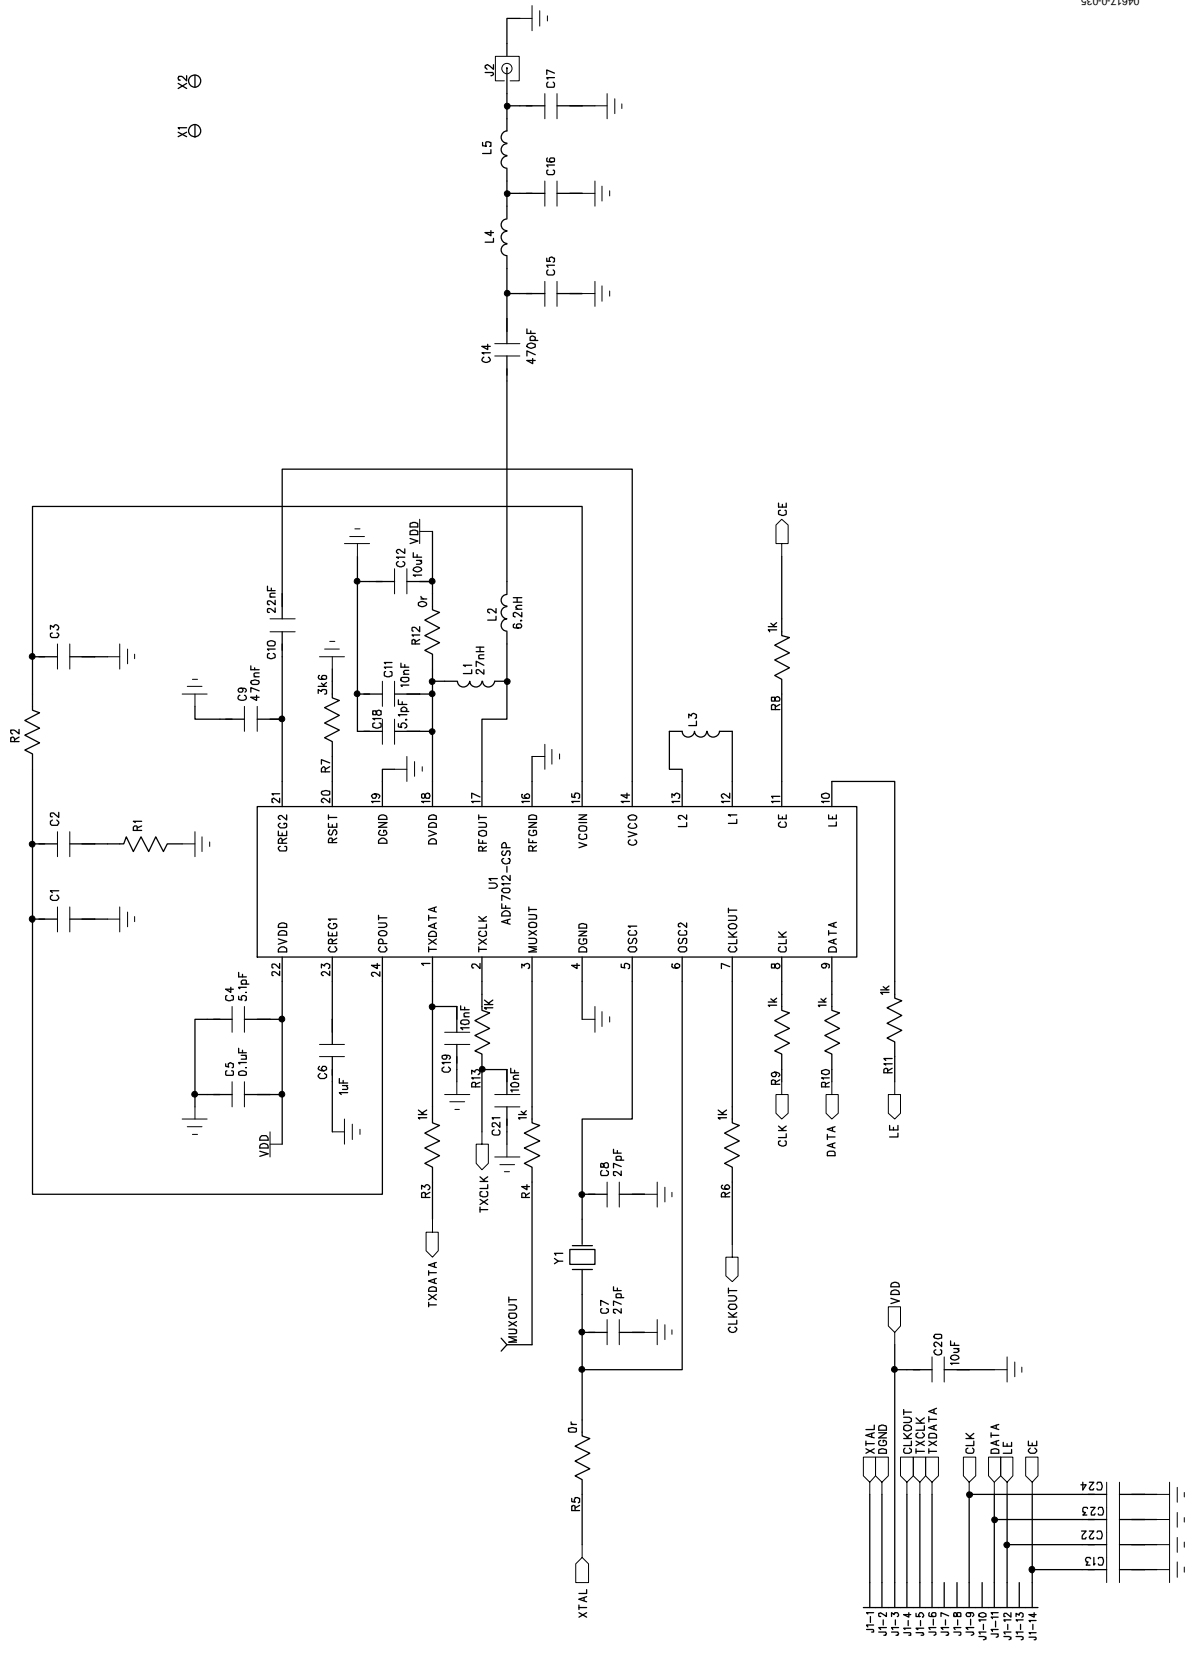 04617-0-035
X2
X1
J2
C17
L5
C16
L4
C15
C14
470pF
R2
C3
C2
R1
C1
C10
22nF
C9
470nF
R7
3k6
C12
10uF
VDD
R12
0r
C11
10nF
C18
5.1pF
L1
27nH
L2
6.2nH
L3
R8
1k
CE
21
20
19
18
17
16
15
14
13
12
11
10
CREG2
RSET
DGND
DVDD
RFOUT
RFGND
VCOIN
CVCO
L2
L1
CE
LE
U1
ADF7012-CSP
DVDD
CREG1
CPOUT
TXDATA
TXCLK
MUXOUT
DGND
OSC1
OSC2
CLKOUT
CLK
DATA
22
23
24
1
2
3
4
5
6
7
8
9
C4
5.1pF
C5
0.1uF
VDD
C6
1uF
C19
10nF
R13
1K
C21
10nF
R3
1K
TXDATA
TXCLK
R4
1k
MUXOUT
Y1
C8
27pF
C7
27pF
R5
0r
XTAL
R6
1K
CLKOUT
R9
1k
CLK
R10
1k
DATA
R11
1k
LE
VDD
C20
10uF
XTAL
DGND
CLKOUT
TXCLK
TXDATA
CLK
DATA
LE
CE
C24
C23
C22
C13
J1-1
J1-2
J1-3
J1-4
J1-5
J1-6
J1-7
J1-8
J1-9
J1-10
J1-11
J1-12
J1-13
J1-14